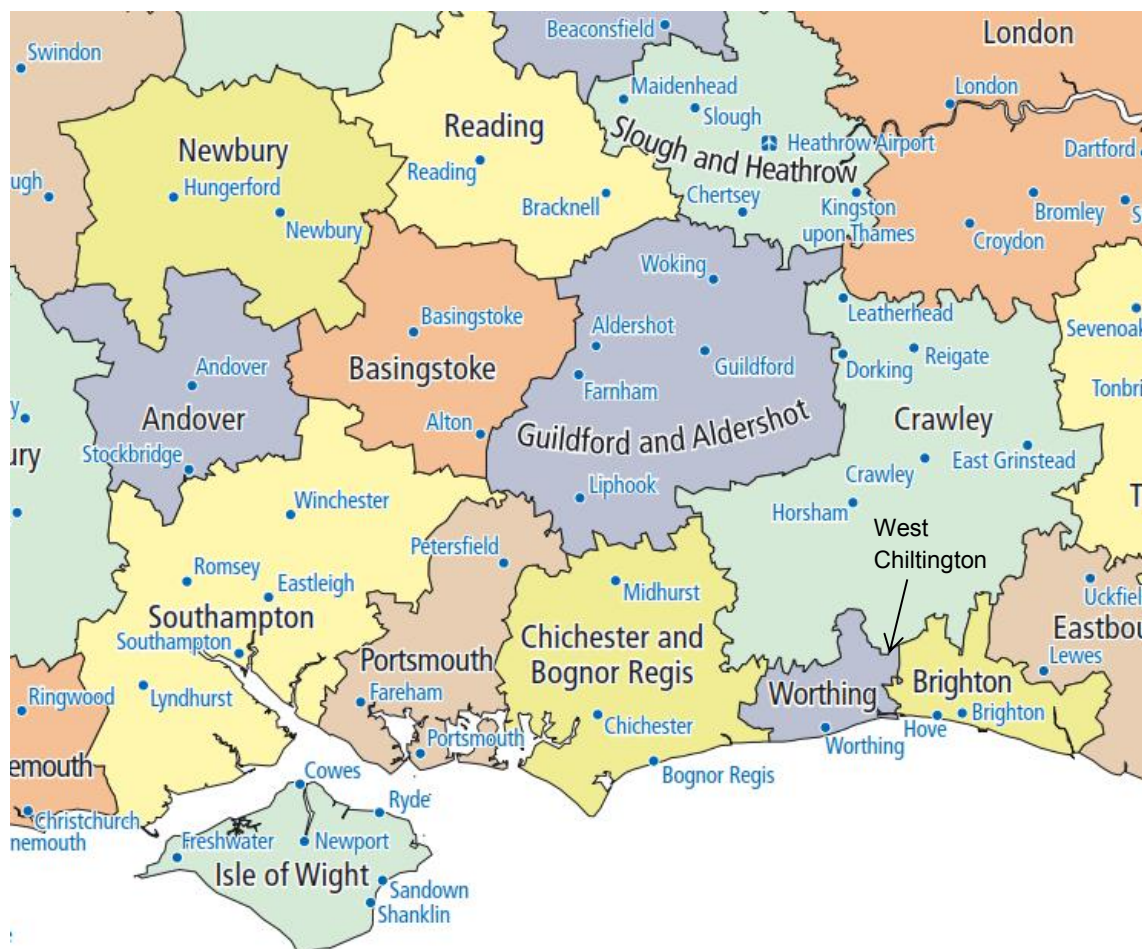 Beaconsfield
London
Swindon
Maidenhead
London
Slough
Reading
Newbury
Slough and Heathrow
Heathrow Airport
Dartford
Reading
ugh
Hungerford
Bracknell
Chertsey
Kingston
upon Thames
Bromley
S
Newbury
Croydon
Woking
Leatherhead
Sevenoak
Basingstoke
Aldershot
Reigate
Andover
Basingstoke
Guildford
Dorking
Farnham
Tonbri
y
Andover
Alton
Guildford and Aldershot
Crawley
ury
Stockbridge
Crawley
East Grinstead
Liphook
T
Winchester
Horsham
West
Chiltington
Petersfield
Romsey
Eastleigh
Midhurst
Uckfiel
Southampton
Chichester and
Bognor Regis
Eastbou
Southampton
Portsmouth
Lewes
Ringwood
Lyndhurst
Fareham
Worthing
Brighton
Chichester
Brighton
Portsmouth
Worthing
Hove
emouth
Cowes
Bognor Regis
Ryde
Christchurch
nemouth
Freshwater
Newport
Isle of Wight
Sandown
Shanklin